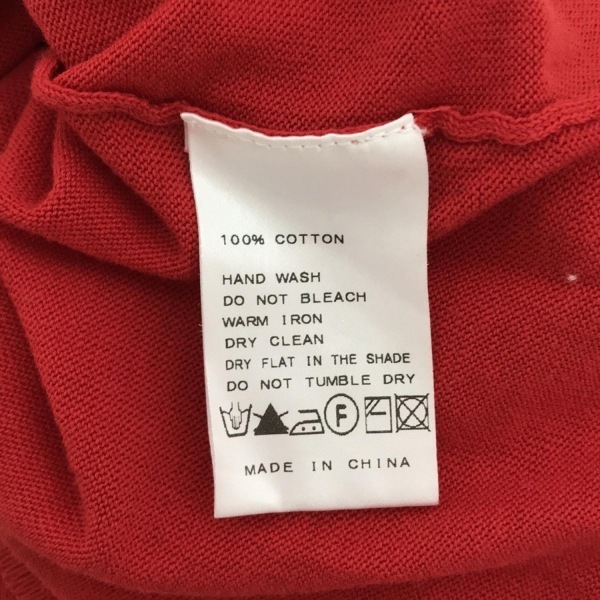 100% COTTON
HAND WASH
DO NOT BLEACH
WARM IRON
DRY CLEAN
DRY FLAT IN THE SHADE
DO NOT TUMBLE DRY
F
MADE IN CHINA